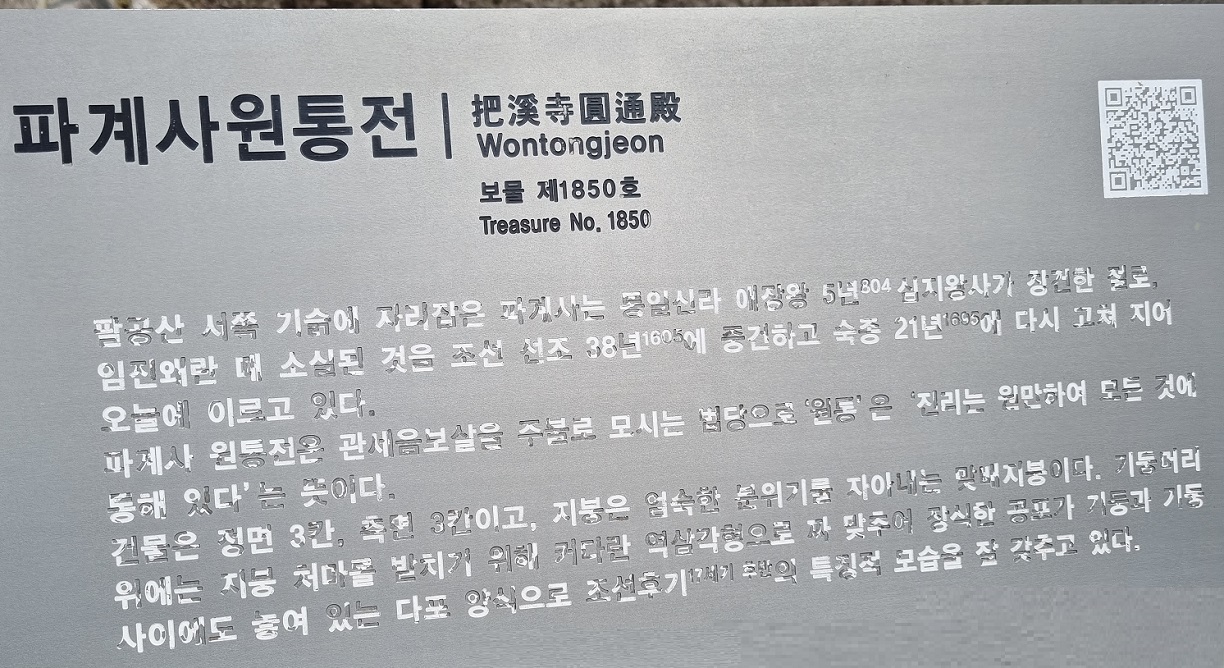 파계사원통전
把溪寺圓通殿
Wontongjeon
보물 제1850호
Treasure No. 1850
팔공산 서쪽 기슭에 자리잡은 파계사는 통일신라 애장왕 5년804 심지왕사가 창건한 절로,
임진왜란 때 소실된 것을 조선 선조 38년1605에 중건하고 숙종 21년1695에 다시 고쳐 지어
오늘에 이르고 있다.
파계사 원통전은 관세음보살을 주불로 모시는 법당으로 ‘원통’은 ‘진리는 원만하여 모든 것에
통해 있다’는 뜻이다.
건물은 정면 3칸, 측면 3칸이고, 지붕은 엄숙한 분위기를 자아내는 맞배지붕이다. 기둥머리
위에는 지붕 처마를 받치기 위해 커다란 역삼각형으로 짜 맞추어 장식한 공포가 기둥과 기둥
사이에도 놓여 있는 다포 양식으로 조선후기17세기 후반의 특징적 모습을 잘 갖추고 있다.